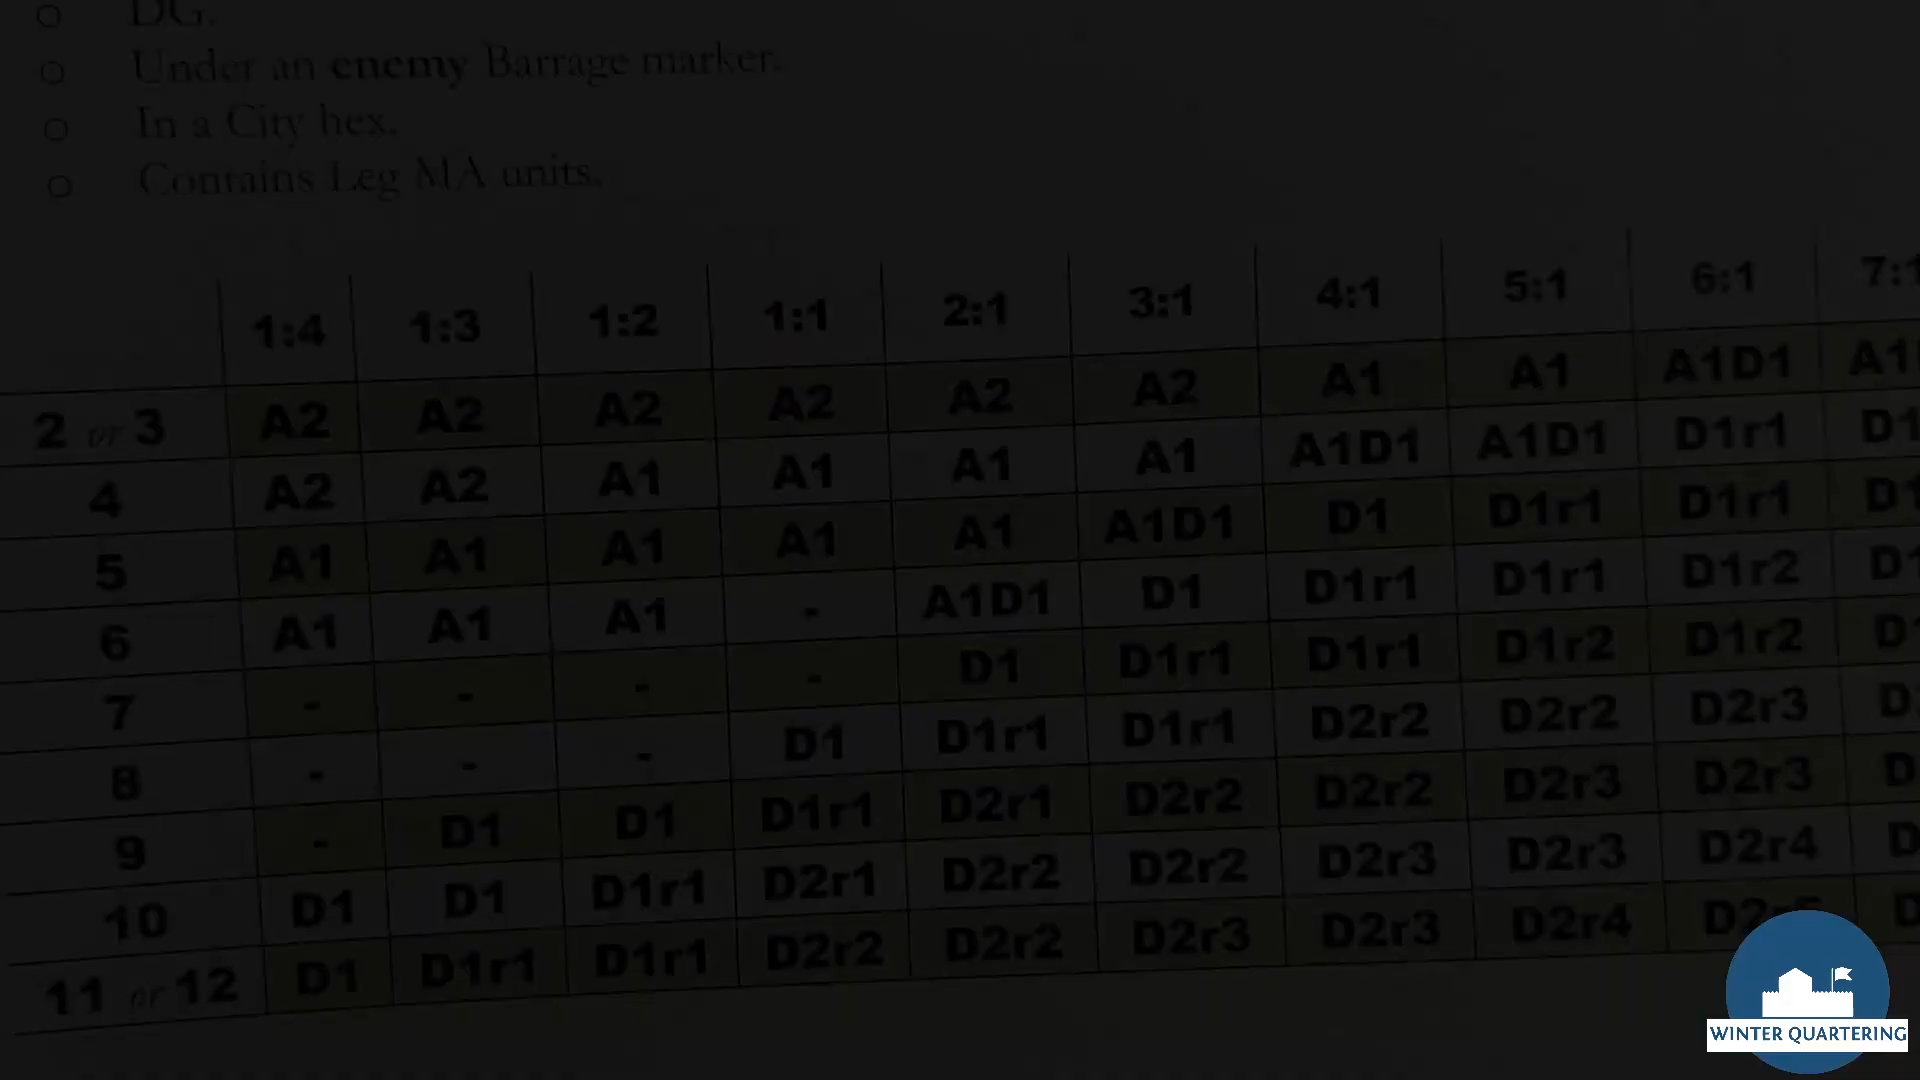 DG.
Under an enemy Barrage marker.
In a City hex.
Contains Leg MA units.
1:4 1:3 1:2 1:1 2:1 3:1 4:1 5:1 6:1 7:1
2 or 3 A2 A2 A2 A2 A2 A2 A1 A1 A1D1 A1
4 A2 A2 A1 A1 A1 A1 A1D1 A1D1 D1r1 D1
5 A1 A1 A1 A1 A1 A1D1 D1 D1r1 D1r1 D1
6 A1 A1 A1 - A1D1 D1 D1r1 D1r1 D1r2 D1
7 - - - - D1 D1r1 D1r1 D1r2 D1r2 D
8 - - - D1 D1r1 D1r1 D2r2 D2r2 D2r3 D
9 - D1 D1 D1r1 D2r1 D2r2 D2r2 D2r3 D2r3 D
10 D1 D1 D1r1 D2r1 D2r2 D2r2 D2r3 D2r3 D2r4 D
11 or 12 D1 D1r1 D1r1 D2r2 D2r2 D2r3 D2r3 D2r4 D
WINTER QUARTERING